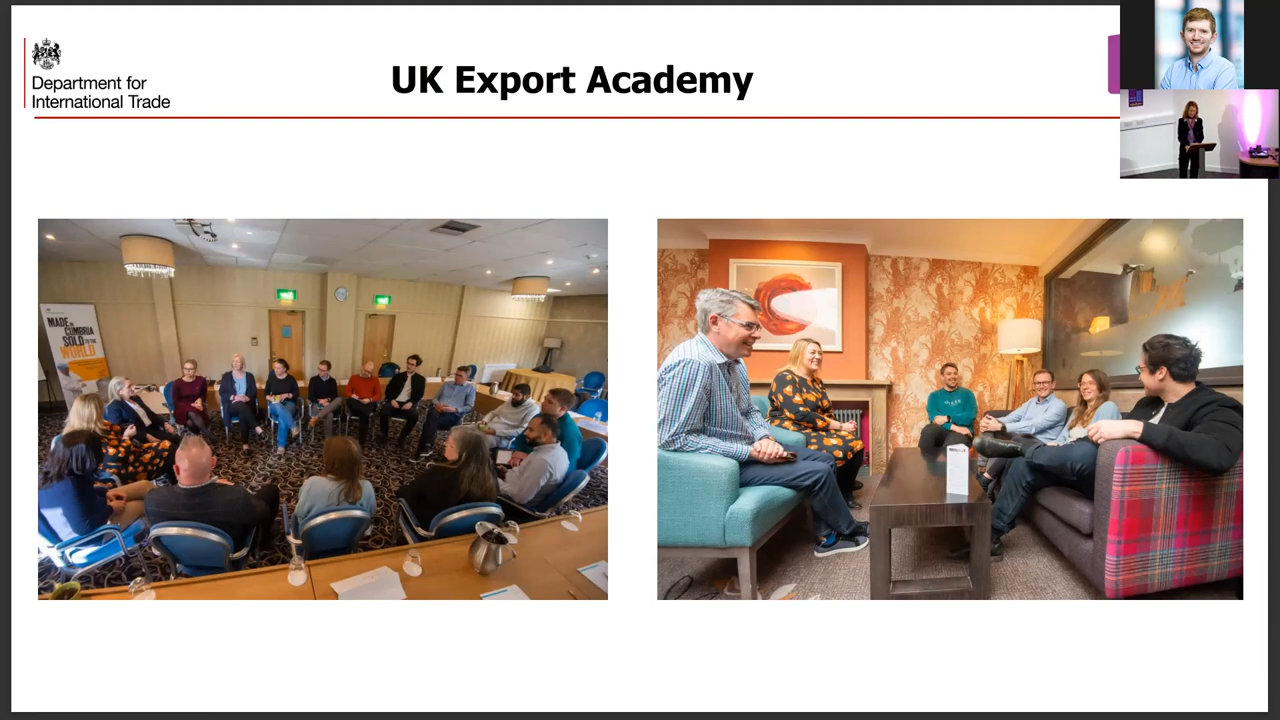 Department for
International Trade
UK Export Academy
MADE IN
CUMBRIA
SOLD TO THE
WORLD